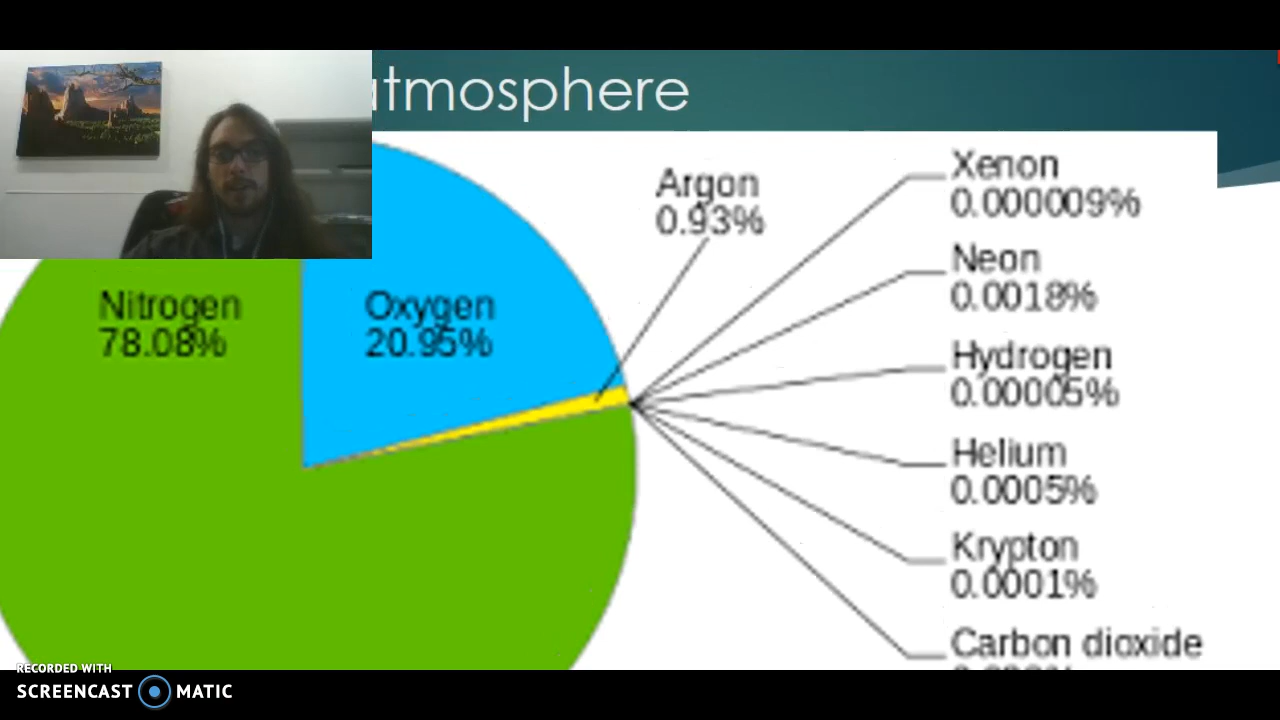 atmosphere
Nitrogen
78.08%
Oxygen
20.95%
Argon
0.93%
Xenon
0.000009%
Neon
0.0018%
Hydrogen
0.00005%
Helium
0.0005%
Krypton
0.0001%
Carbon dioxide
RECORDED WITH
SCREENCAST MATIC